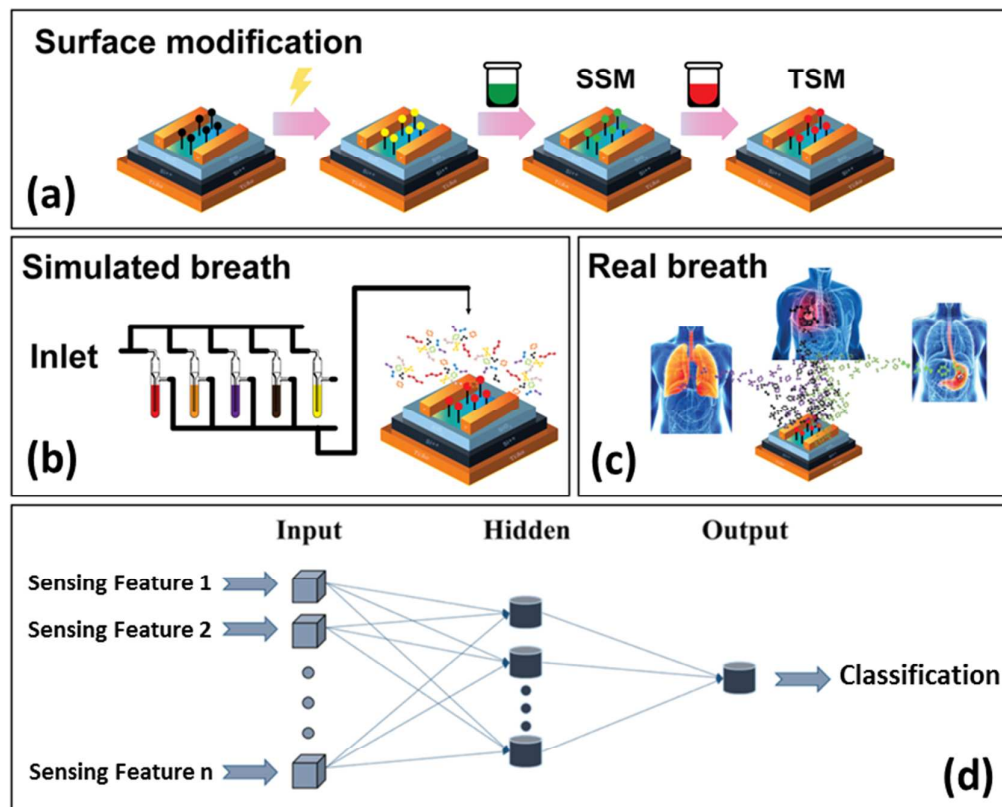 Surface modification
SSM
TSM
(a)
Simulated breath
Inlet
(b)
Real breath
(c)
Input
Hidden
Output
Sensing Feature 1
Sensing Feature 2
Sensing Feature n
Classification
(d)